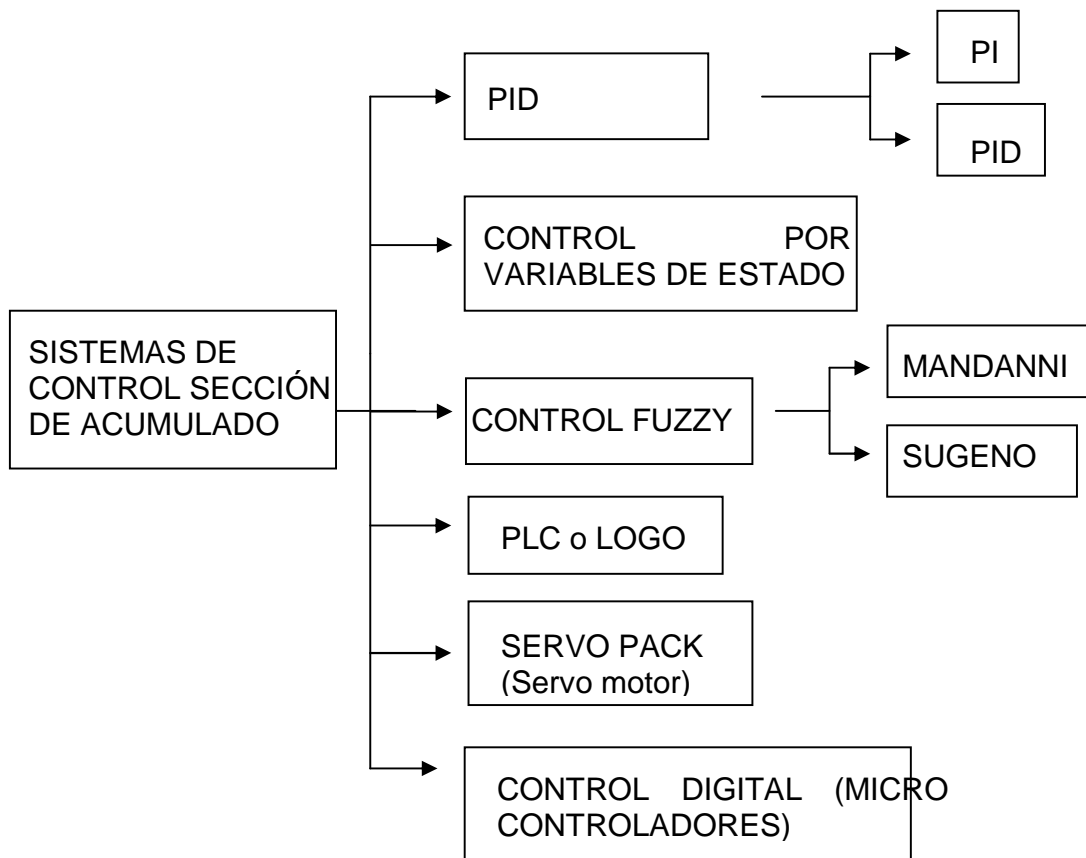 PI
PID
PID
CONTROL POR
VARIABLES DE ESTADO
SISTEMAS DE
CONTROL SECCIÓN
DE ACUMULADO
MANDANNI
CONTROL FUZZY
SUGENO
PLC o LOGO
SERVO PACK
(Servo motor)
CONTROL DIGITAL (MICRO
CONTROLADORES)